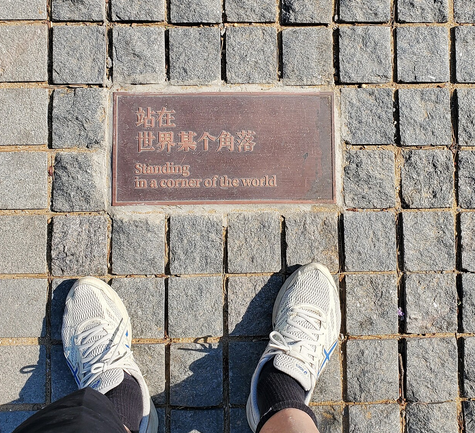 站在
世界某个角落
Standing
in a corner of the world